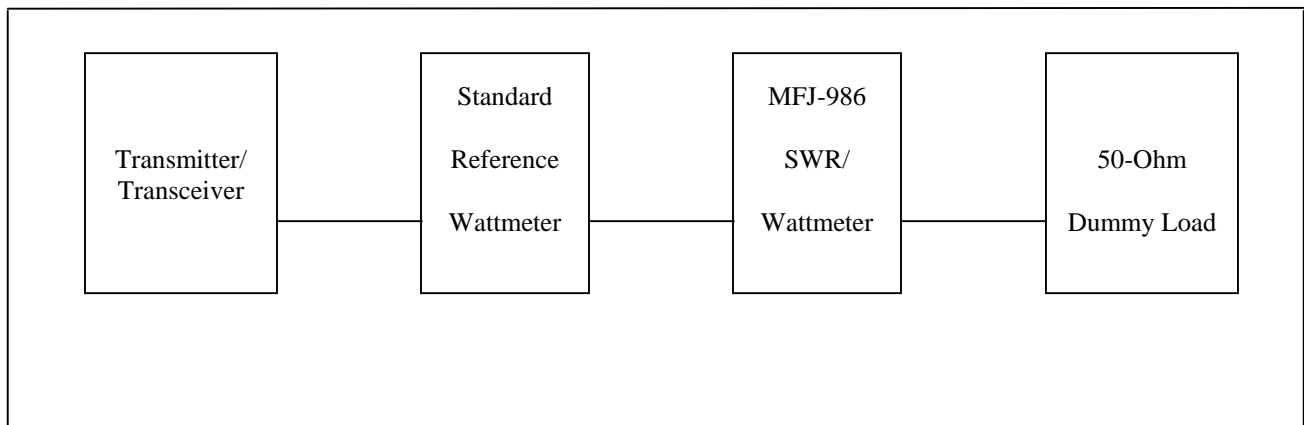 Transmitter/
Transceiver
Standard
Reference
Wattmeter
MFJ-986
SWR/
Wattmeter
50-Ohm
Dummy Load